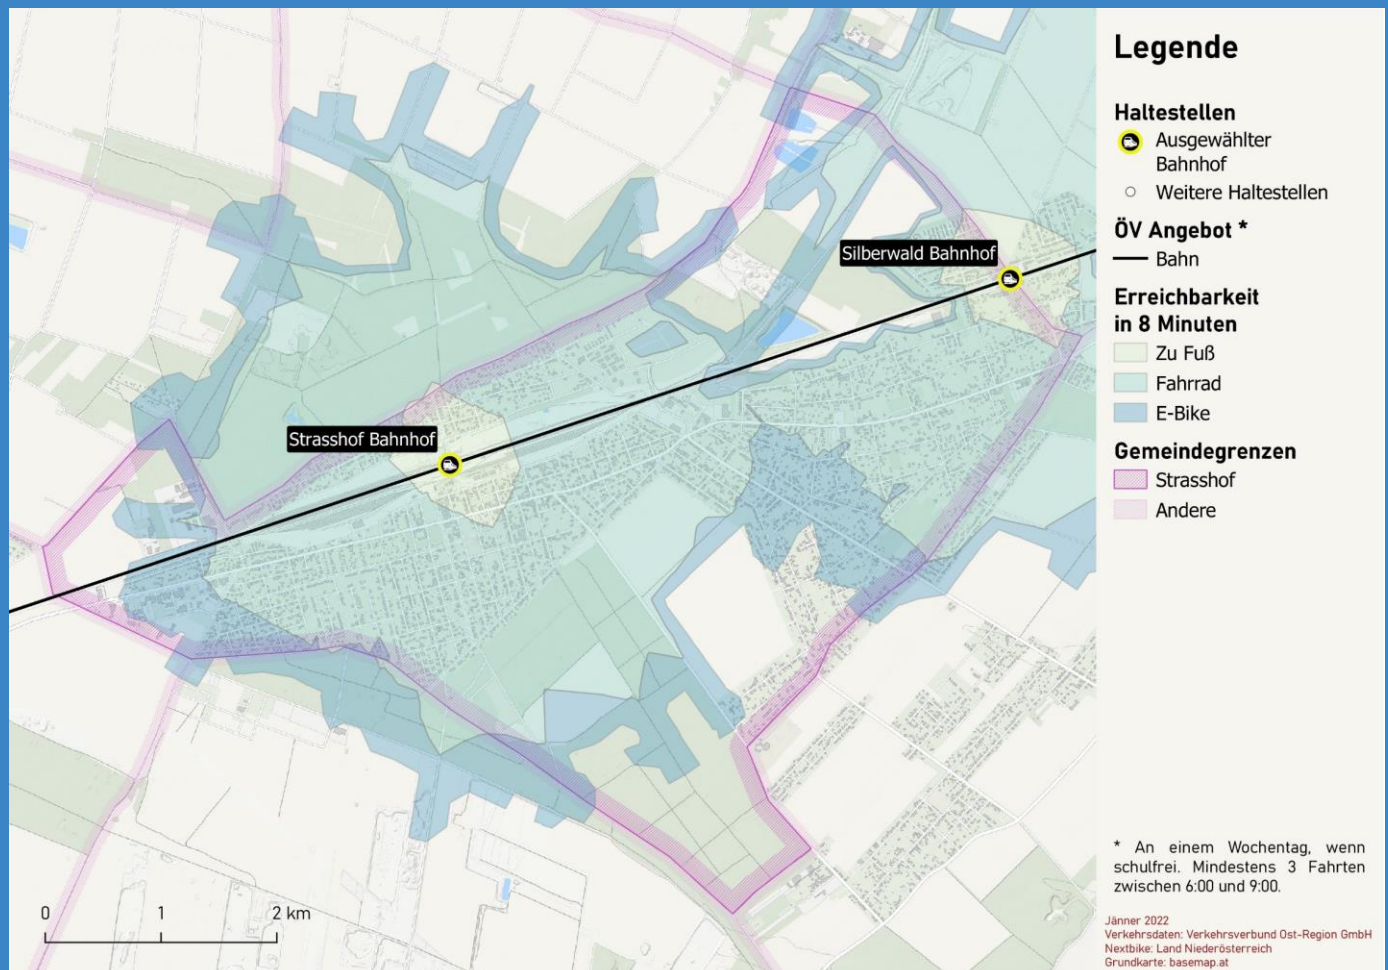 Legende
Haltestellen
Ausgewählter
Bahnhof
Weitere Haltestellen
ÖV Angebot *
Bahn
Erreichbarkeit
in 8 Minuten
Zu Fuß
Fahrrad
E-Bike
Gemeindegrenzen
Strasshof
Andere
Silberwald Bahnhof
Strasshof Bahnhof
0 1 2 km
* An einem Wochentag, wenn
schulfrei. Mindestens 3 Fahrten
zwischen 6:00 und 9:00.
Jänner 2022
Verkehrsdaten: Verkehrsverbund Ost-Region GmbH
Nextbike: Land Niederösterreich
Grundkarte: basemap.at